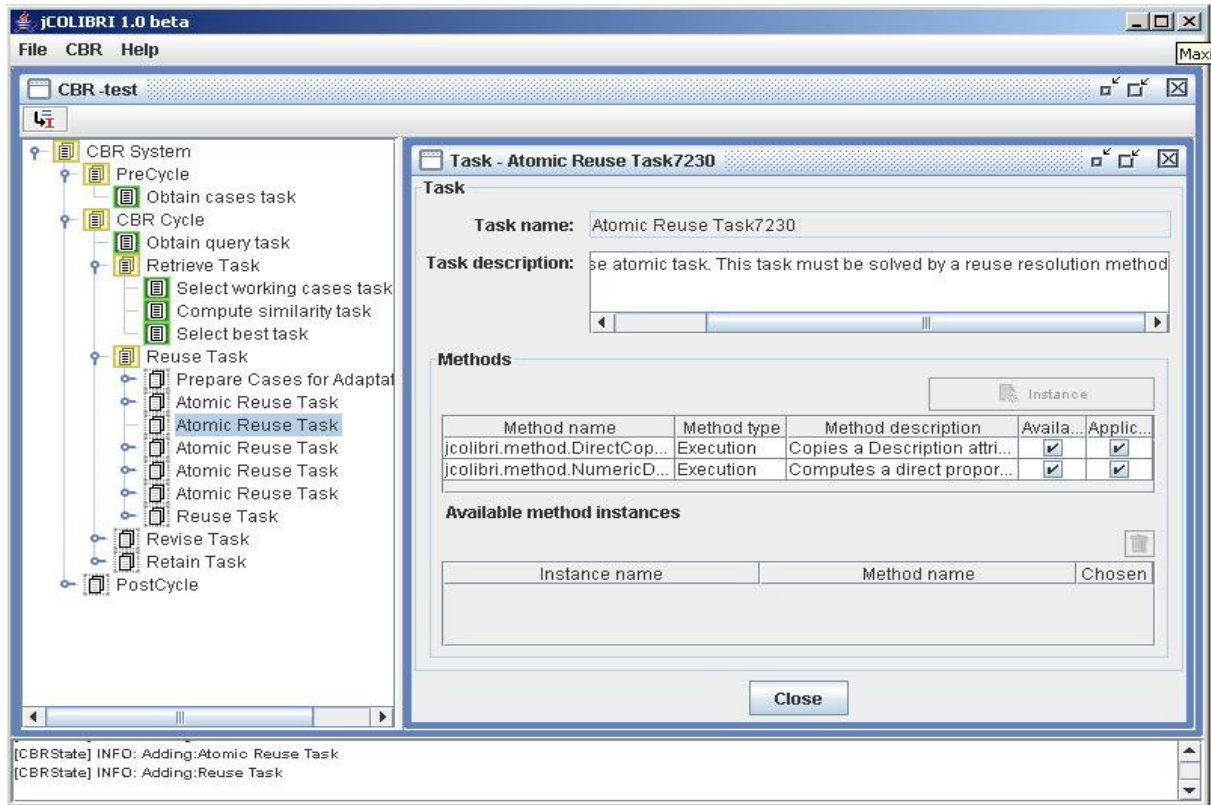 jCOLIBRI 1.0 beta
File CBR Help
Maxi
CBR -test
CBR System
PreCycle
Obtain cases task
CBR Cycle
Obtain query task
Retrieve Task
Select working cases task
Compute similarity task
Select best task
Reuse Task
Prepare Cases for Adaptat
Atomic Reuse Task
Atomic Reuse Task
Atomic Reuse Task
Atomic Reuse Task
Atomic Reuse Task
Reuse Task
Revise Task
Retain Task
PostCycle
Task - Atomic Reuse Task7230
Task
Task name: Atomic Reuse Task7230
Task description: se atomic task. This task must be solved by a reuse resolution method
Methods
Instance
Method name Method type Method description Availa... Applic...
jcolibri.method.DirectCop... Execution Copies a Description attri...
jcolibri.method.NumericD... Execution Computes a direct propor...
Available method instances
Instance name Method name Chosen
Close
[CBRState] INFO: Adding:Atomic Reuse Task
[CBRState] INFO: Adding:Reuse Task